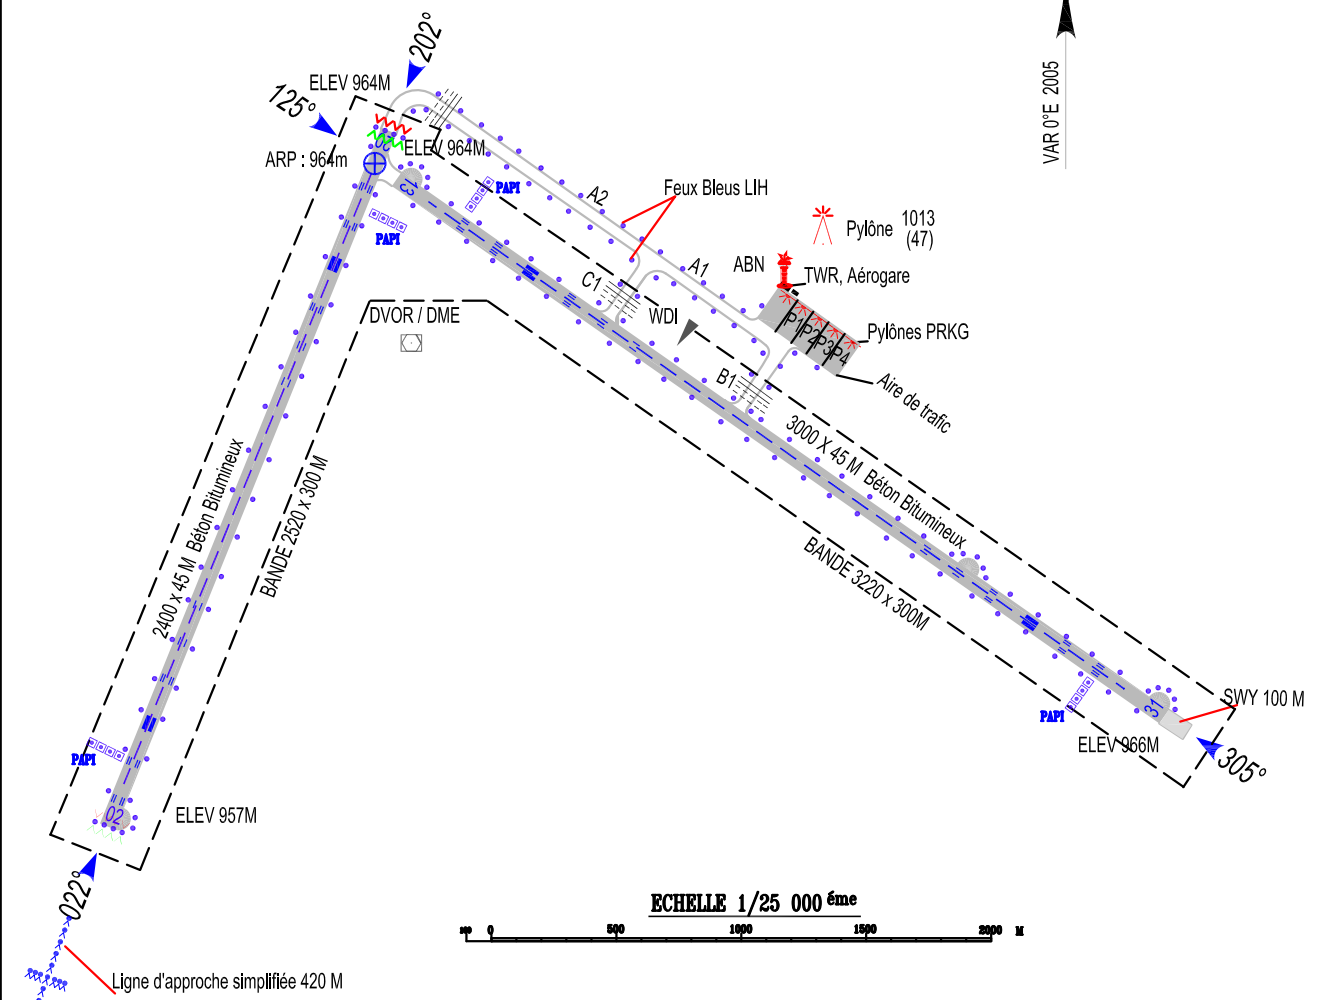 202°
ELEV 964M
125°
VAR 0°E 2005
ELEV 964M
ARP : 964m
20
13
PAPI
PAPI
A2
Feux Bleus LIH
Pylône 1013
(47)
ABN
A1
TWR, Aérogare
C1
DVOR / DME
WDI
P1
P2
P3
P4
Pylônes PRKG
B1
Aire de trafic
3000 X 45 M Béton Bitumineux
2400 x 45 M Béton Bitumineux
BANDE 2520 x 300 M
BANDE 3220 x 300M
SWY 100 M
31
PAPI
ELEV 966M
305°
PAPI
02
ELEV 957M
022°
ECHELLE 1/25 000 éme
0 500 1000 1500 2000 M
Ligne d'approche simplifiée 420 M